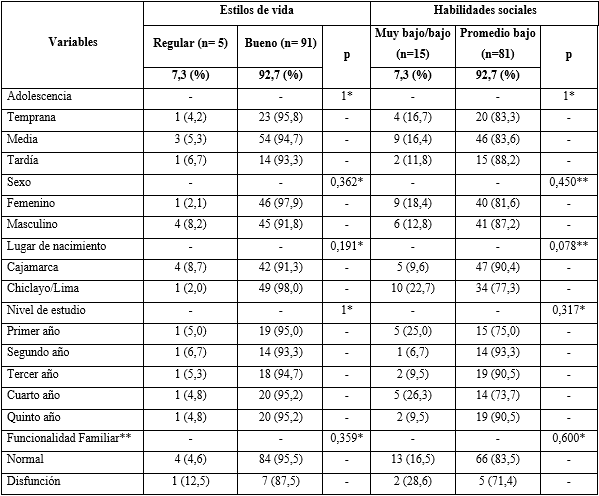 Variables | Estilos de vida | Habilidades sociales
Regular (n= 5) | Bueno (n= 91) | p | Muy bajo/bajo (n=15) | Promedio bajo (n=81) | p
7,3 (%) | 92,7 (%) | 7,3 (%) | 92,7 (%)
Adolescencia | - | - | 1* | - | - | 1*
Temprana | 1 (4,2) | 23 (95,8) | - | 4 (16,7) | 20 (83,3) | -
Media | 3 (5,3) | 54 (94,7) | - | 9 (16,4) | 46 (83,6) | -
Tardía | 1 (6,7) | 14 (93,3) | - | 2 (11,8) | 15 (88,2) | -
Sexo | - | - | 0,362* | - | - | 0,450**
Femenino | 1 (2,1) | 46 (97,9) | - | 9 (18,4) | 40 (81,6) | -
Masculino | 4 (8,2) | 45 (91,8) | - | 6 (12,8) | 41 (87,2) | -
Lugar de nacimiento | - | - | 0,191* | - | - | 0,078**
Cajamarca | 4 (8,7) | 42 (91,3) | - | 5 (9,6) | 47 (90,4) | -
Chiclayo/Lima | 1 (2,0) | 49 (98,0) | - | 10 (22,7) | 34 (77,3) | -
Nivel de estudio | - | - | 1* | - | - | 0,317*
Primer año | 1 (5,0) | 19 (95,0) | - | 5 (25,0) | 15 (75,0) | -
Segundo año | 1 (6,7) | 14 (93,3) | - | 1 (6,7) | 14 (93,3) | -
Tercer año | 1 (5,3) | 18 (94,7) | - | 2 (9,5) | 19 (90,5) | -
Cuarto año | 1 (4,8) | 20 (95,2) | - | 5 (26,3) | 14 (73,7) | -
Quinto año | 1 (4,8) | 20 (95,2) | - | 2 (9,5) | 19 (90,5) | -
Funcionalidad Familiar** | - | - | 0,359* | - | - | 0,600*
Normal | 4 (4,6) | 84 (95,5) | - | 13 (16,5) | 66 (83,5) | -
Disfunción | 1 (12,5) | 7 (87,5) | - | 2 (28,6) | 5 (71,4) | -